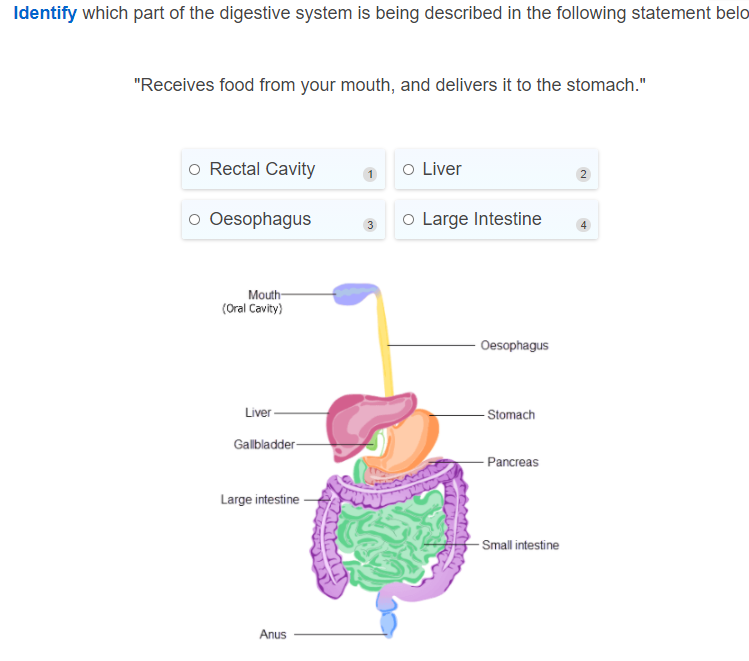 Identify which part of the digestive system is being described in the following statement belo
"Receives food from your mouth, and delivers it to the stomach."
Rectal Cavity 1
Liver 2
Oesophagus 3
Large Intestine 4
Mouth
(Oral Cavity)
Oesophagus
Liver
Stomach
Gallbladder
Pancreas
Large intestine
Small intestine
Anus